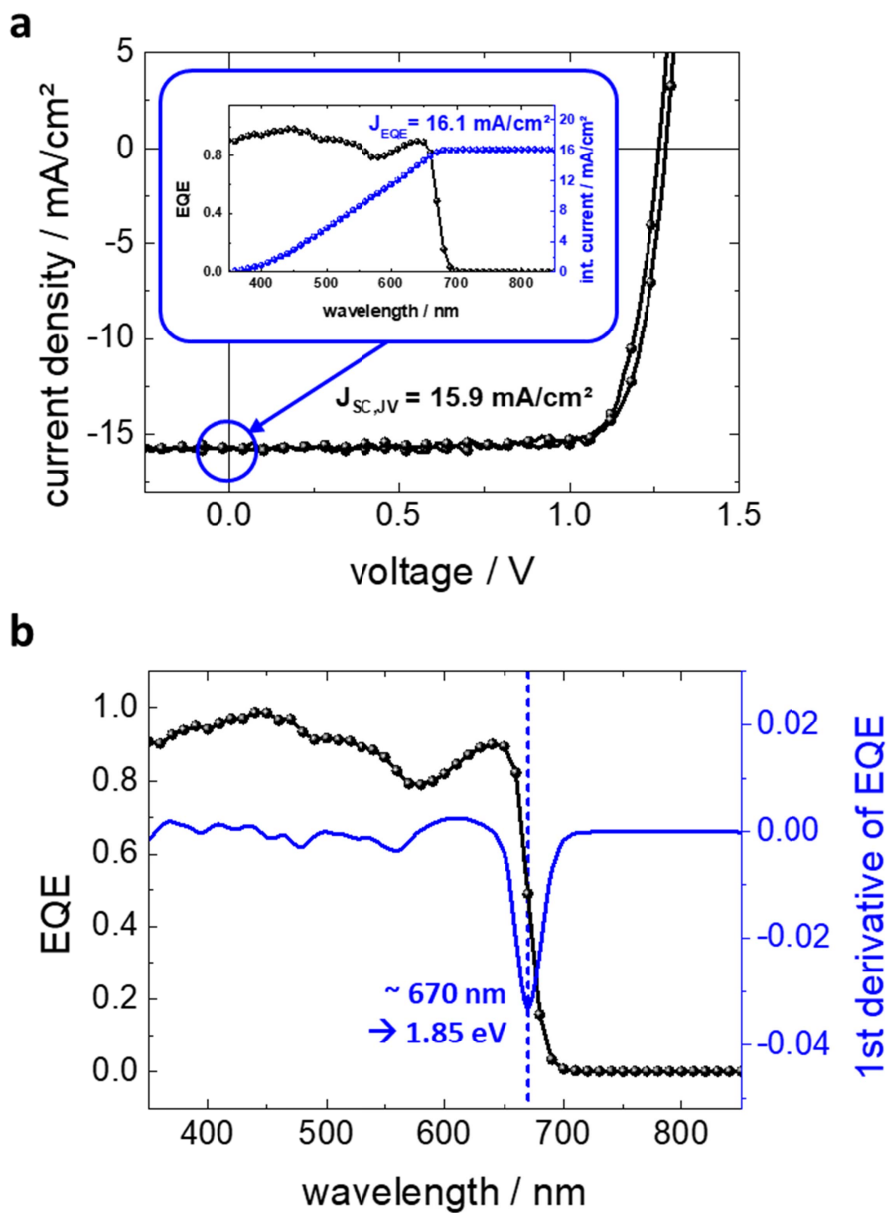 a
5
0
-5
-10
-15
current density / mA/cm²
0.0 0.5 1.0 1.5
voltage / V
J_EQE = 16.1 mA/cm²
0.8
0.4
0.0
EQE
20
16
12
8
4
0
int. current / mA/cm²
400 500 600 700 800
wavelength / nm
J_SC,JV = 15.9 mA/cm²
b
1.0
0.8
0.6
0.4
0.2
0.0
EQE
0.02
0.00
-0.02
-0.04
1st derivative of EQE
~ 670 nm
→ 1.85 eV
400 500 600 700 800
wavelength / nm